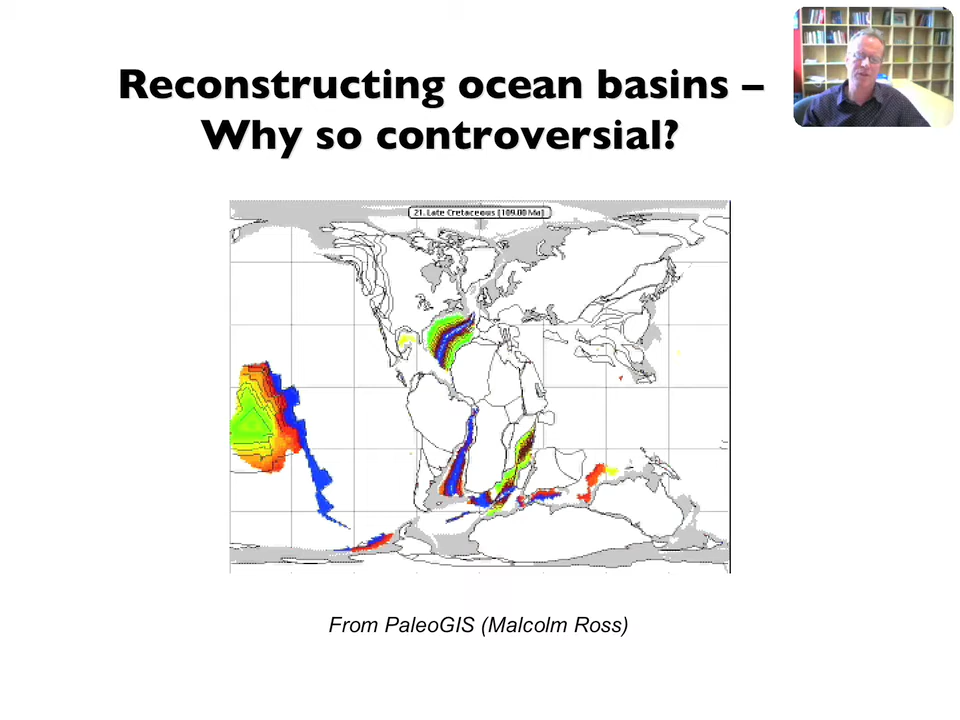 Reconstructing ocean basins –
Why so controversial?
21. Late Cretaceous [109.00 Ma]
From PaleoGIS (Malcolm Ross)